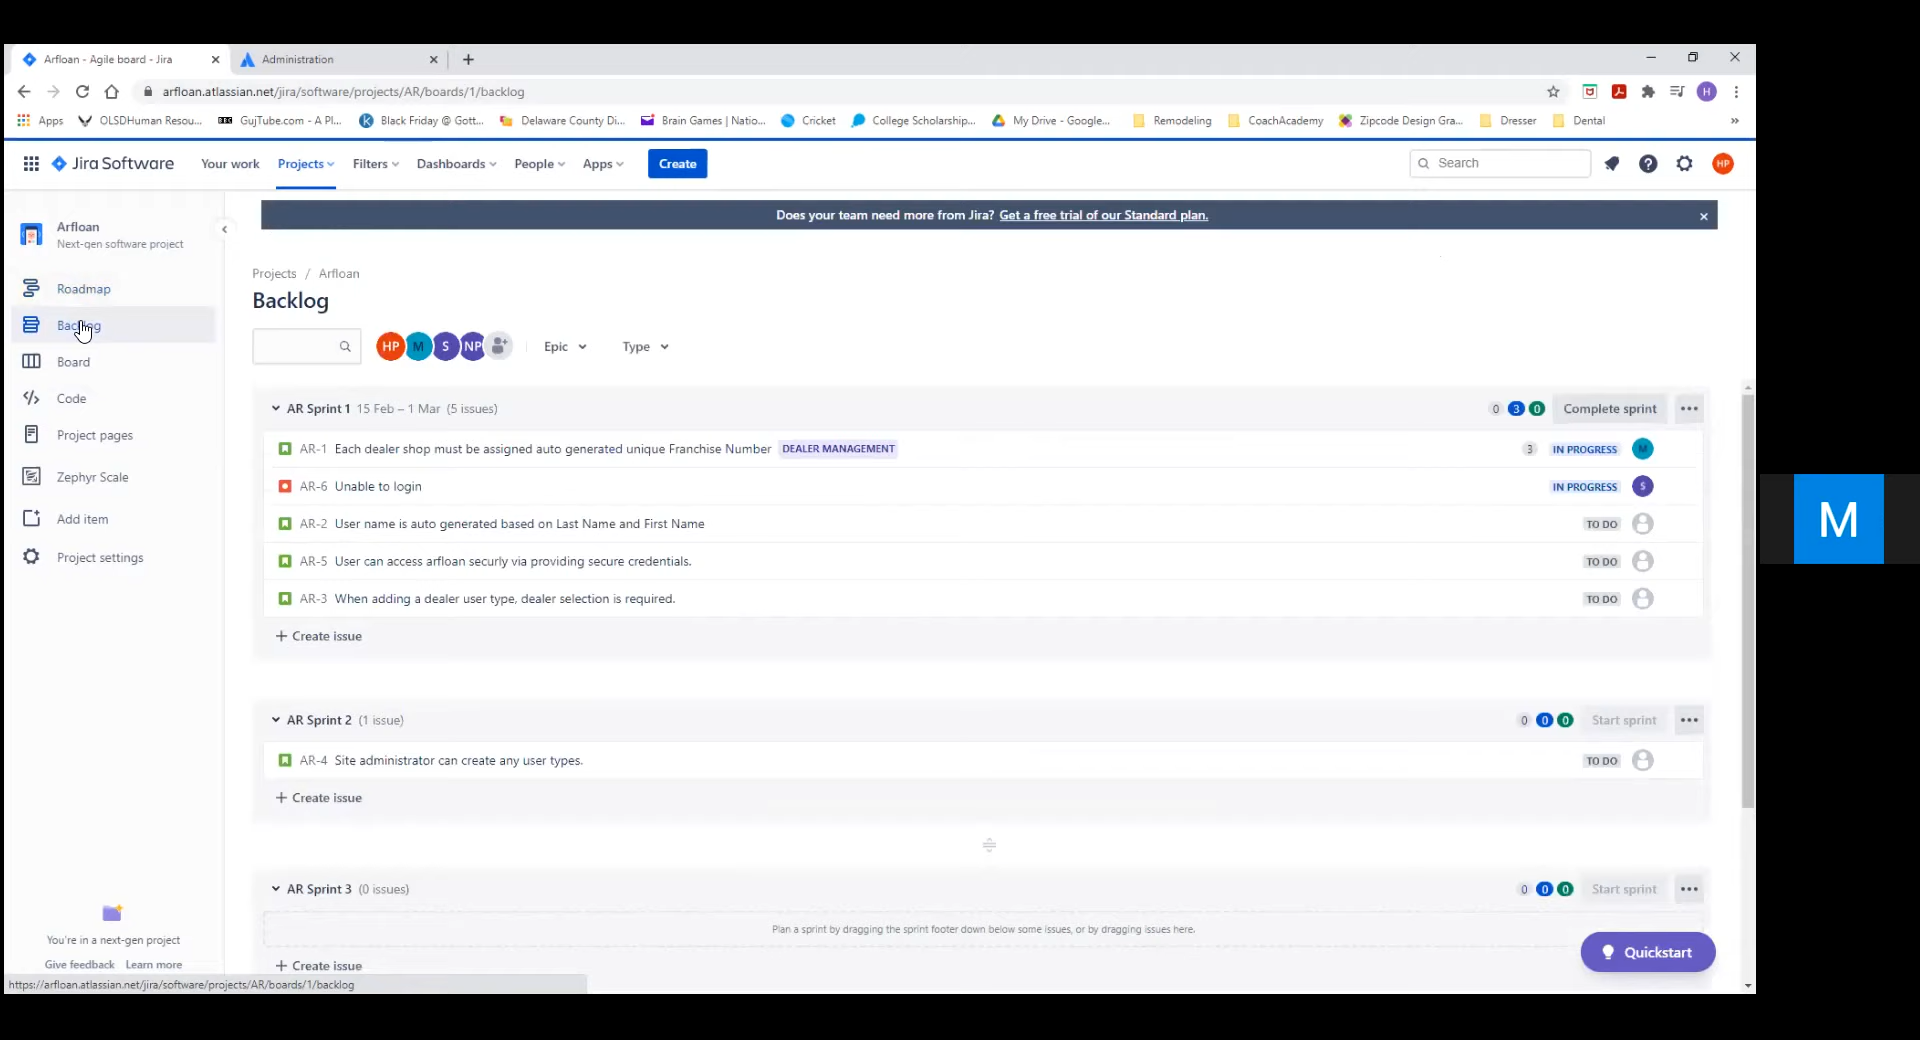 Arfloan - Agile board - Jira
Administration
arfloan.atlassian.net/jira/software/projects/AR/boards/1/backlog
H
Apps
OLSDHuman Resou...
GujTube.com - A Pl...
Black Friday @ Gott...
Delaware County Di...
Brain Games | Natio...
Cricket
College Scholarship...
My Drive - Google...
Remodeling
CoachAcademy
Zipcode Design Gra...
Dresser
Dental
»
Jira Software
Your work
Projects
Filters
Dashboards
People
Apps
Create
Search
HP
Arfloan
Next-gen software project
Does your team need more from Jira? Get a free trial of our Standard plan.
Roadmap
Backlog
Board
Code
Project pages
Zephyr Scale
Add item
Project settings
Projects / Arfloan
Backlog
HP M S NP
Epic
Type
AR Sprint 1 15 Feb – 1 Mar (5 issues)
0 3 0
Complete sprint
AR-1 Each dealer shop must be assigned auto generated unique Franchise Number DEALER MANAGEMENT 3 IN PROGRESS M
AR-6 Unable to login IN PROGRESS S
AR-2 User name is auto generated based on Last Name and First Name TO DO
AR-5 User can access arfloan securly via providing secure credentials. TO DO
AR-3 When adding a dealer user type, dealer selection is required. TO DO
+ Create issue
AR Sprint 2 (1 issue)
0 0 0
Start sprint
AR-4 Site administrator can create any user types. TO DO
+ Create issue
AR Sprint 3 (0 issues)
0 0 0
Start sprint
Plan a sprint by dragging the sprint footer down below some issues, or by dragging issues here.
+ Create issue
Quickstart
You're in a next-gen project
Give feedback Learn more
https://arfloan.atlassian.net/jira/software/projects/AR/boards/1/backlog
M